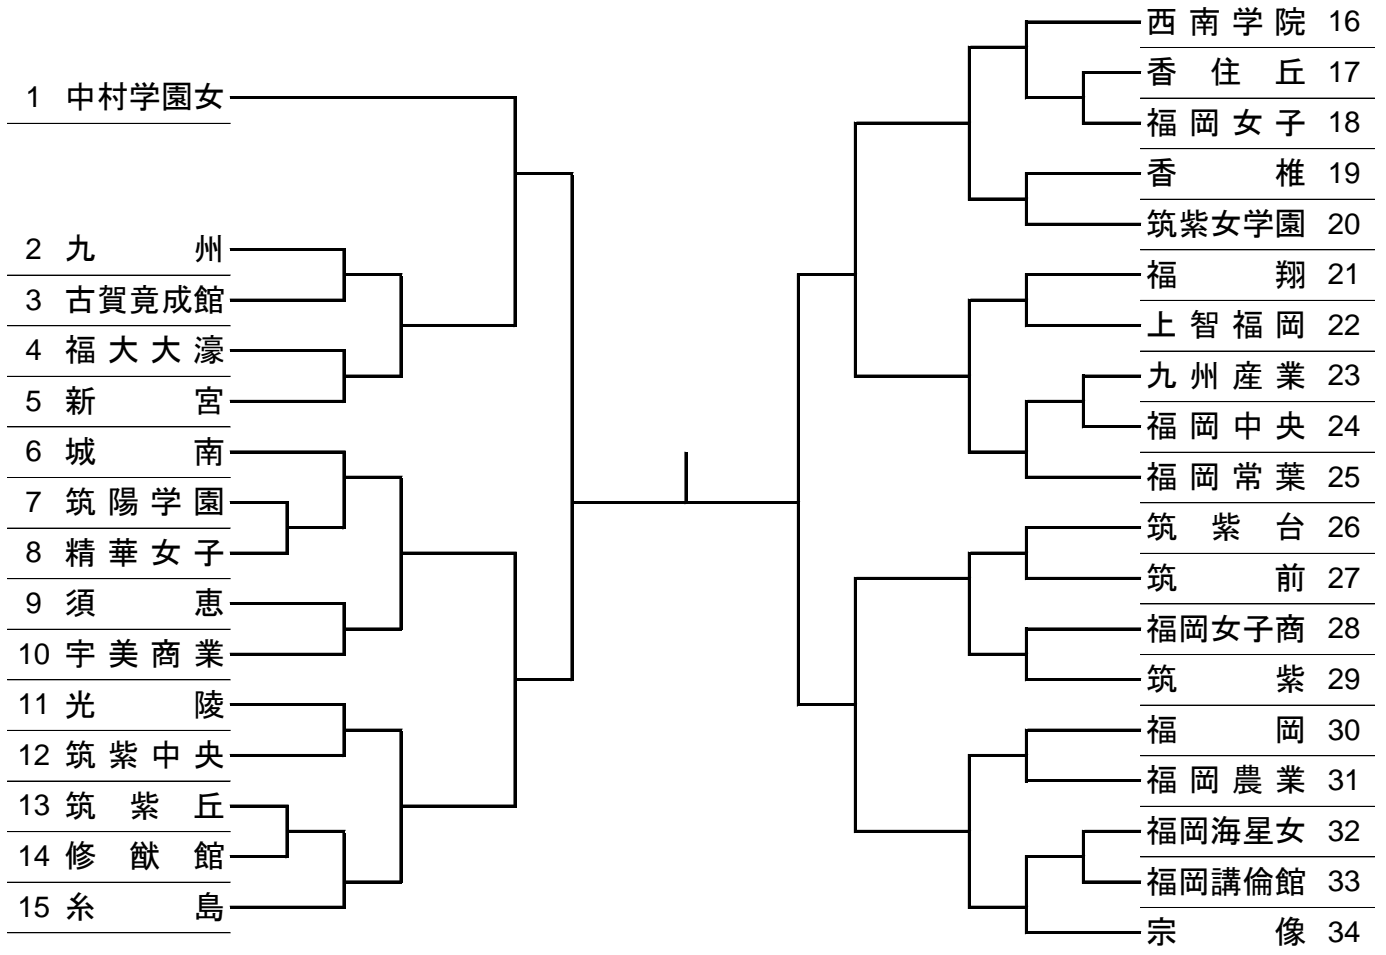 1 中村学園女
2 九州
3 古賀竟成館
4 福大大濠
5 新宮
6 城南
7 筑陽学園
8 精華女子
9 須恵
10 宇美商業
11 光陵
12 筑紫中央
13 筑紫丘
14 修猷館
15 糸島
西南学院 16
香住丘 17
福岡女子 18
香椎 19
筑紫女学園 20
福翔 21
上智福岡 22
九州産業 23
福岡中央 24
福岡常葉 25
筑紫台 26
筑前 27
福岡女子商 28
筑紫 29
福岡 30
福岡農業 31
福岡海星女 32
福岡講倫館 33
宗像 34